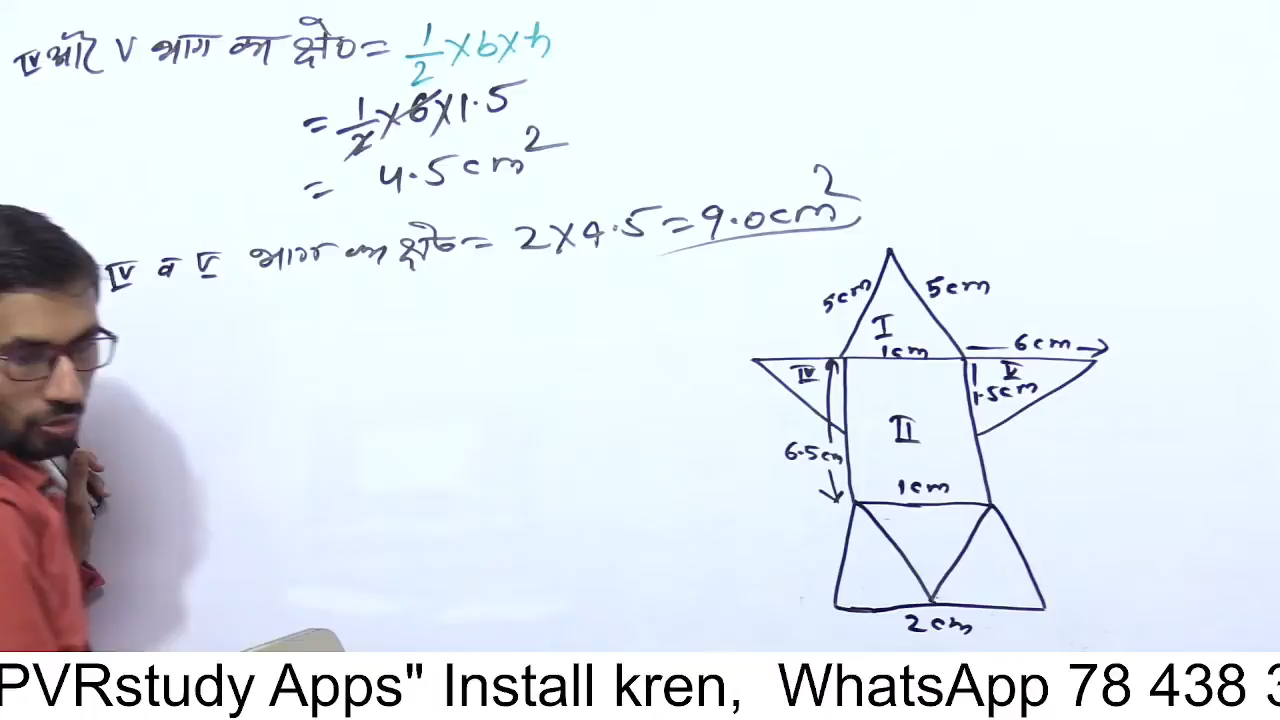 IV और V भाग का क्षे० = 1/2 × b × h
= 1/2 × 6 × 1.5
= 4.5 cm²
IV व V भाग का क्षे० = 2 × 4.5 = 9.0 cm²
5cm 5cm
I
1cm
6cm
IV V
1.5cm
II
6.5cm
1cm
2cm
PVRstudy Apps" Install kren, WhatsApp 78 438